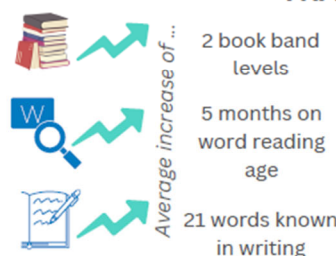 Average increase of ...
2 book band
levels
W
5 months on
word reading
age
21 words known
in writing